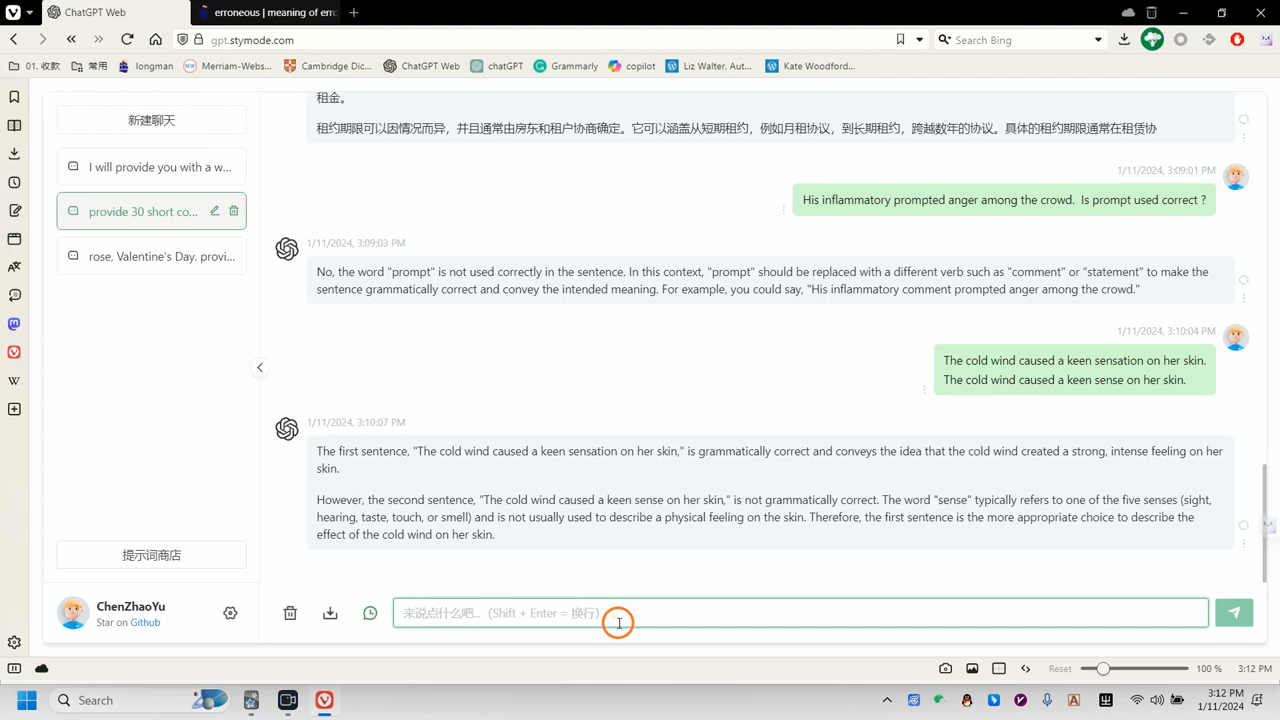 ChatGPT Web
erroneous | meaning of erro
gpt.stymode.com
Search Bing
01. 收款
常用
longman
Merriam-Webs...
Cambridge Dic...
ChatGPT Web
chatGPT
Grammarly
copilot
Liz Walter, Aut...
Kate Woodford...
新建聊天
I will provide you with a w...
provide 30 short co...
rose, Valentine's Day. provi...
提示词商店
ChenZhaoYu
Star on Github
租金。
租约期限可以因情况而异，并且通常由房东和租户协商确定。它可以涵盖从短期租约，例如月租协议，到长期租约，跨越数年的协议。具体的租约期限通常在租赁协
1/11/2024, 3:09:01 PM
His inflammatory prompted anger among the crowd. Is prompt used correct ?
1/11/2024, 3:09:03 PM
No, the word "prompt" is not used correctly in the sentence. In this context, "prompt" should be replaced with a different verb such as "comment" or "statement" to make the
sentence grammatically correct and convey the intended meaning. For example, you could say, "His inflammatory comment prompted anger among the crowd."
1/11/2024, 3:10:04 PM
The cold wind caused a keen sensation on her skin.
The cold wind caused a keen sense on her skin.
1/11/2024, 3:10:07 PM
The first sentence, "The cold wind caused a keen sensation on her skin," is grammatically correct and conveys the idea that the cold wind created a strong, intense feeling on her
skin.
However, the second sentence, "The cold wind caused a keen sense on her skin," is not grammatically correct. The word "sense" typically refers to one of the five senses (sight,
hearing, taste, touch, or smell) and is not usually used to describe a physical feeling on the skin. Therefore, the first sentence is the more appropriate choice to describe the
effect of the cold wind on her skin.
来说点什么吧...（Shift + Enter = 换行）
Reset
100 %
3:12 PM
Search
3:12 PM
1/11/2024